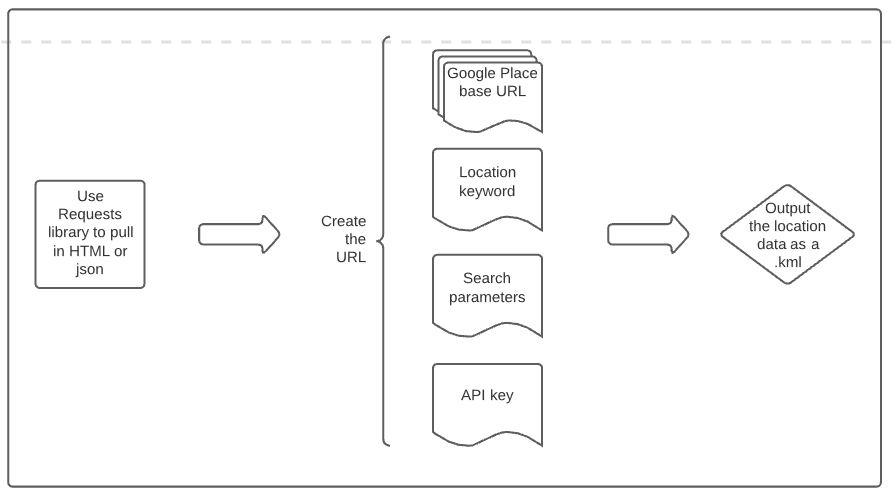 Use
Requests
library to pull
in HTML or
json
Create
the
URL
Google Place
base URL
Location
keyword
Search
parameters
API key
Output
the location
data as a
.kml